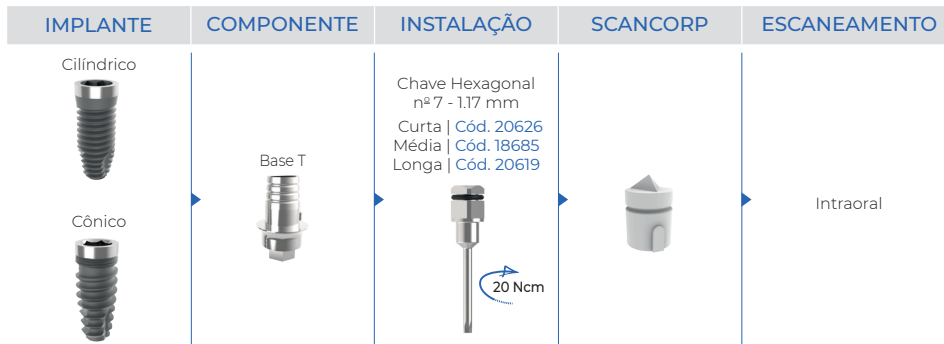 IMPLANTE
COMPONENTE
INSTALAÇÃO
SCANCORP
ESCANEAMENTO
Cilíndrico
Cônico
Base T
Chave Hexagonal
nº 7 - 1.17 mm
Curta | Cód. 20626
Média | Cód. 18685
Longa | Cód. 20619
20 Ncm
Intraoral